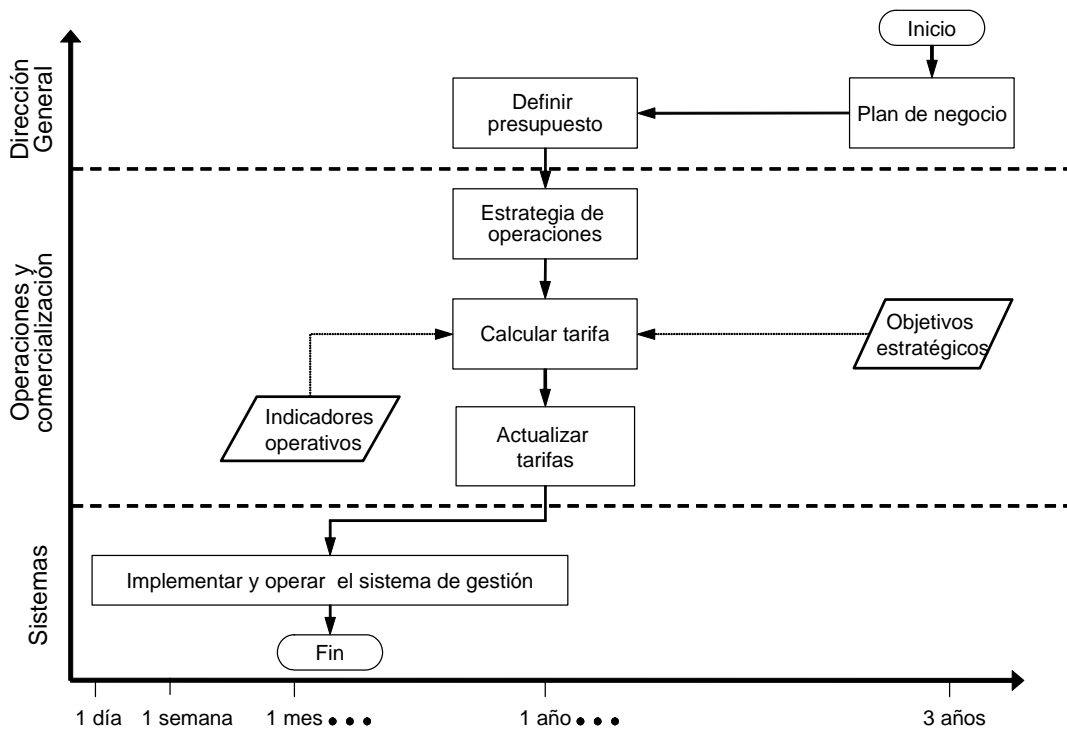 Inicio
Dirección
General
Definir
presupuesto
Plan de negocio
Operaciones y
comercialización
Estrategia de
operaciones
Calcular tarifa
Objetivos
estratégicos
Indicadores
operativos
Actualizar
tarifas
Sistemas
Implementar y operar  el sistema de gestión
Fin
1 día
1 semana
1 mes
1 año
3 años